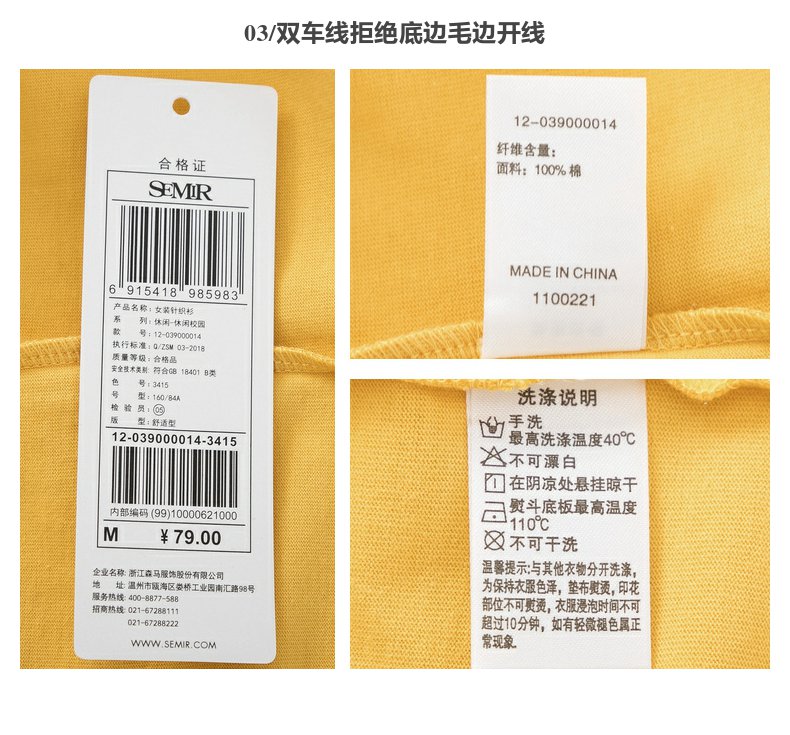 03/双车线拒绝底边毛边开线
合格证
SEMIR
6 915418 985983
产品名称: 女装针织衫
系 列: 休闲-休闲校园
款 号: 12-039000014
执行标准: Q/ZSM 03-2018
质量等级: 合格品
安全技术类别: 符合GB 18401 B类
色 号: 3415
号 型: 160/84A
检 验 员: 05
版 型: 舒适型
12-039000014-3415
内部编码 (99)10000621000
M ￥79.00
企业名称: 浙江森马服饰股份有限公司
地 址: 温州市瓯海区娄桥工业园南汇路98号
服务热线: 400-8877-588
招商热线: 021-67288111
021-67288222
WWW.SEMIR.COM
12-039000014
纤维含量:
面料: 100% 棉
MADE IN CHINA
1100221
洗涤说明
手洗
最高洗涤温度40℃
不可漂白
在阴凉处悬挂晾干
熨斗底板最高温度
110℃
不可干洗
温馨提示:与其他衣物分开洗涤,
为保持衣服色泽，垫布熨烫，印花
部位不可熨烫，衣服浸泡时间不可
超过10分钟，如有轻微褪色属正
常现象.